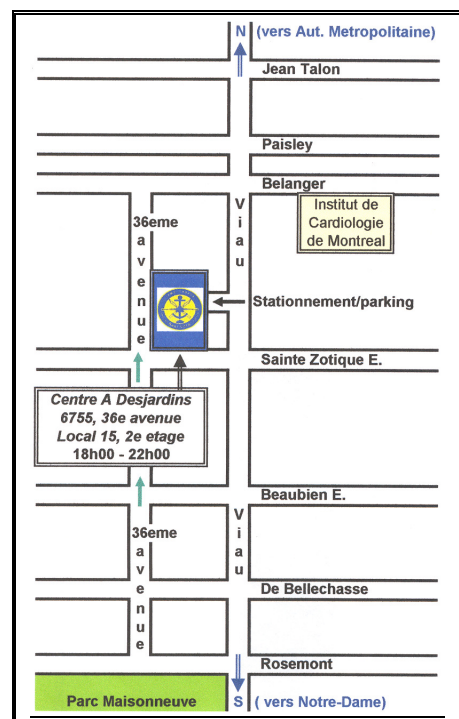 N (vers Aut. Metropolitaine)
Jean Talon
Paisley
Belanger
Institut de
Cardiologie
de Montreal
36eme
avenue
Viau
Stationnement/parking
Sainte Zotique E.
Centre A Desjardins
6755, 36e avenue
Local 15, 2e etage
18h00 - 22h00
Beaubien E.
36eme
avenue
Viau
De Bellechasse
Rosemont
Parc Maisonneuve
S ( vers Notre-Dame)